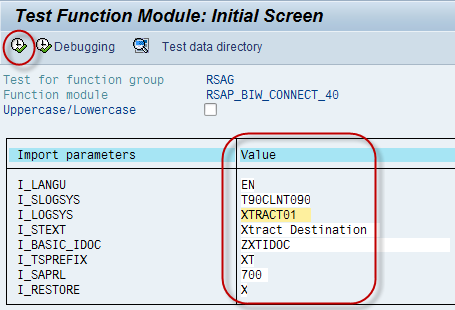 Test Function Module: Initial Screen
Debugging Test data directory
Test for function group RSAG
Function module RSAP_BIW_CONNECT_40
Uppercase/Lowercase
Import parameters Value
I_LANGU EN
I_SLOGSYS T90CLNT090
I_LOGSYS XTRACT01
I_STEXT Xtract Destination
I_BASIC_IDOC ZXTIDOC
I_TSPREFIX XT
I_SAPRL 700
I_RESTORE X